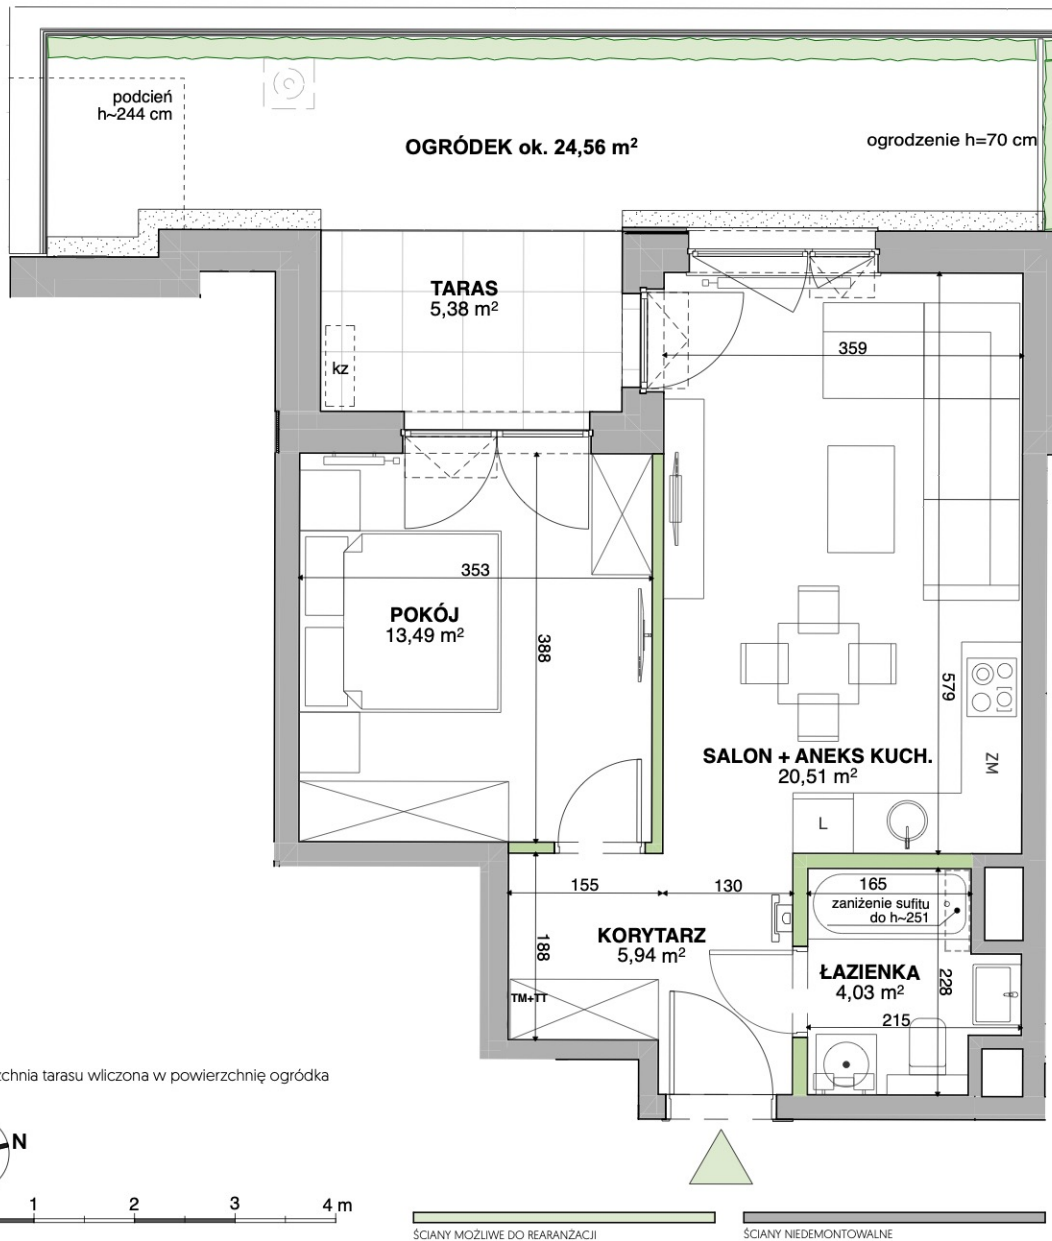 podcień
h~244 cm
OGRÓDEK ok. 24,56 m²
ogrodzenie h=70 cm
TARAS
5,38 m²
kz
359
353
POKÓJ
13,49 m²
388
579
SALON + ANEKS KUCH.
20,51 m²
ZM
L
155
130
165
zaniżenie sufitu
do h~251
KORYTARZ
5,94 m²
188
ŁAZIENKA
4,03 m²
228
TM+TT
215
tarasu wliczona w powierzchnię ogródka
N
1
2
3
4 m
ŚCIANY MOŻLIWE DO REARANŻACJI
ŚCIANY NIEDEMONTOWALNE